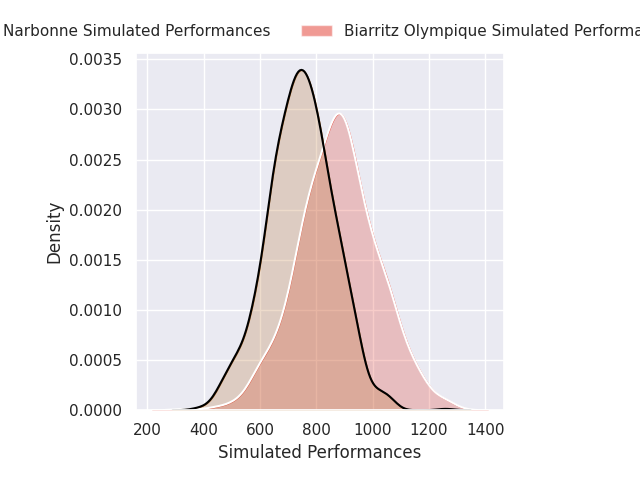 Narbonne Simulated Performances
Biarritz Olympique Simulated Performa
0.0035
0.0030
0.0025
0.0020
0.0015
0.0010
0.0005
0.0000
Density
200 400 600 800 1000 1200 1400
Simulated Performances